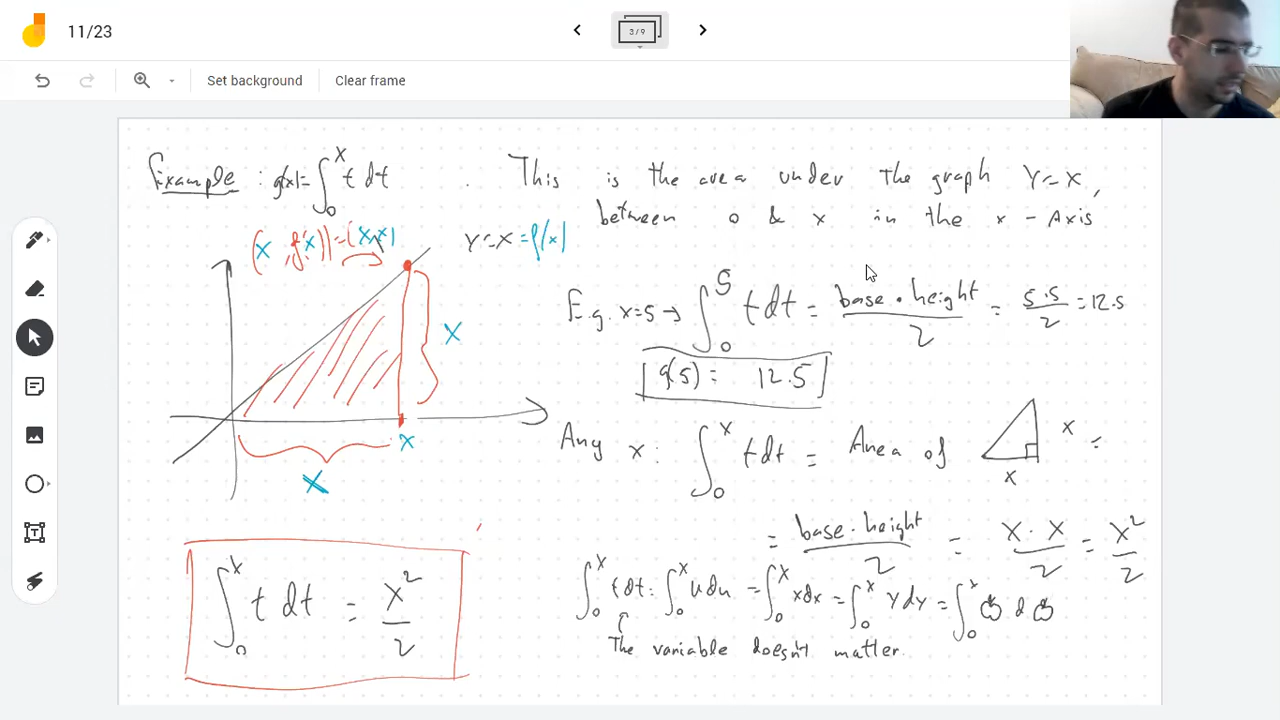 11/23
3/9
Set background
Clear frame
Example : g(x) = ∫₀ˣ t dt . This is the area under the graph y = x,
between 0 & x in the x - Axis
(x, f(x)) = (x, x)
y = x = f(x)
E.g. x=5 → ∫₀⁵ t dt = base · height / 2 = 5·5 / 2 = 12.5
x
g(5) = 12.5
x
x
Any x : ∫₀ˣ t dt = Area of x x =
= base · height / 2 = x · x / 2 = x² / 2
∫₀ˣ t dt = x² / 2
∫₀ˣ t dt = ∫₀ˣ u du = ∫₀ˣ x dx = ∫₀ˣ y dy = ∫₀ˣ d
The variable doesn't matter.